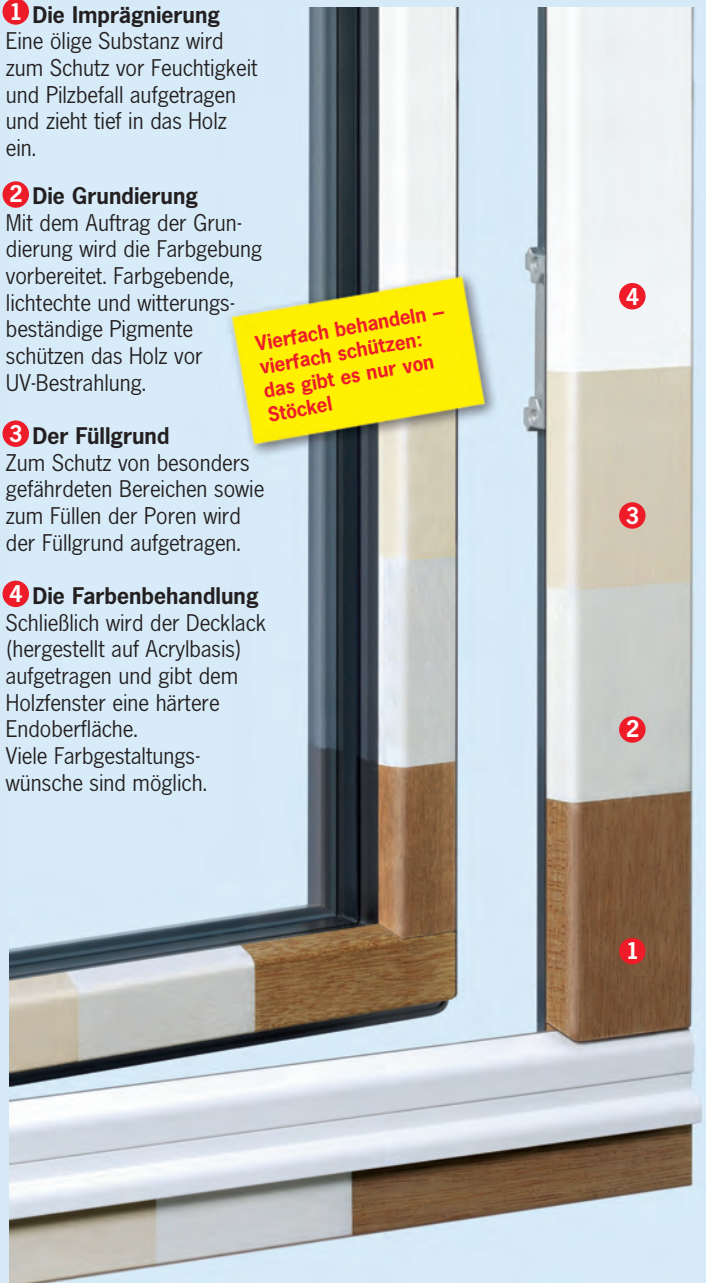 1 Die Imprägnierung
Eine ölige Substanz wird
zum Schutz vor Feuchtigkeit
und Pilzbefall aufgetragen
und zieht tief in das Holz
ein.
2 Die Grundierung
Mit dem Auftrag der Grun-
dierung wird die Farbgebung
vorbereitet. Farbgebende,
lichtechte und witterungs-
beständige Pigmente
schützen das Holz vor
UV-Bestrahlung.
3 Der Füllgrund
Zum Schutz von besonders
gefährdeten Bereichen sowie
zum Füllen der Poren wird
der Füllgrund aufgetragen.
4 Die Farbenbehandlung
Schließlich wird der Decklack
(hergestellt auf Acrylbasis)
aufgetragen und gibt dem
Holzfenster eine härtere
Endoberfläche.
Viele Farbgestaltungs-
wünsche sind möglich.
Vierfach behandeln –
vierfach schützen:
das gibt es nur von
Stöckel
4
3
2
1